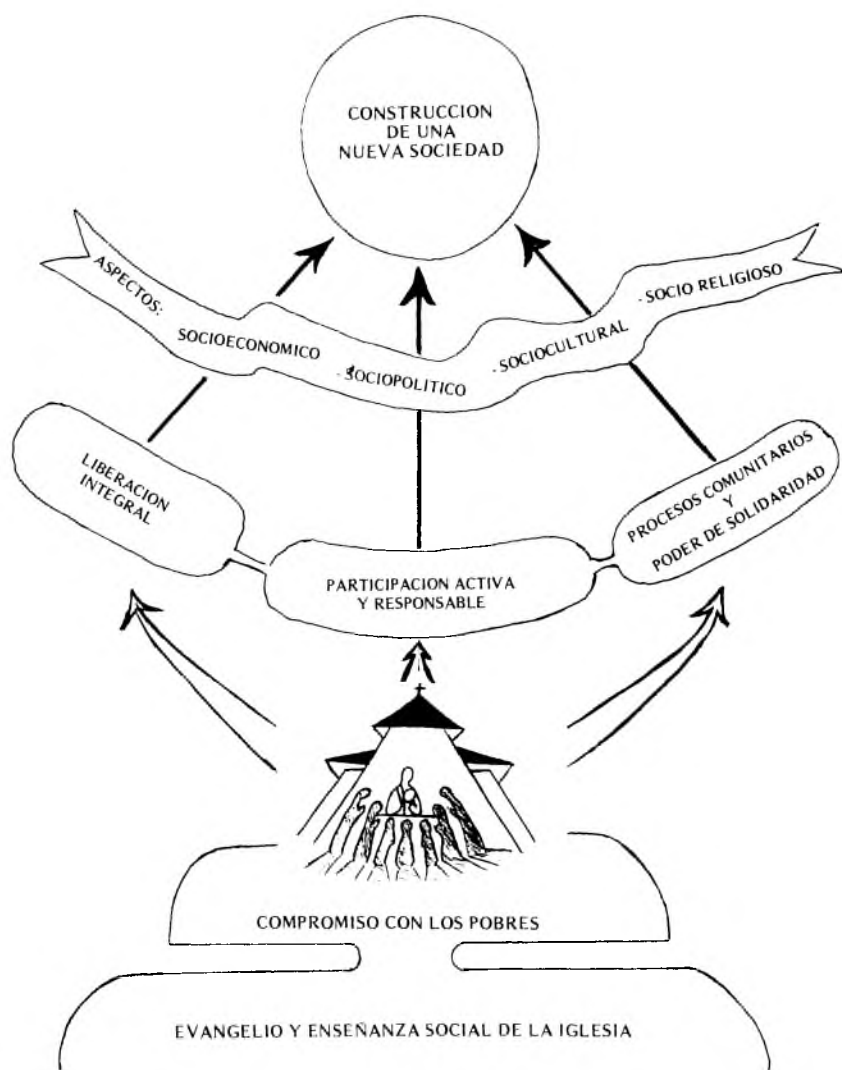 CONSTRUCCION
DE UNA
NUEVA SOCIEDAD
ASPECTOS:
SOCIOECONOMICO
- SOCIOPOLITICO
- SOCIOCULTURAL
- SOCIO RELIGIOSO
LIBERACION
INTEGRAL
PARTICIPACION ACTIVA
Y RESPONSABLE
PROCESOS COMUNITARIOS
Y
PODER DE SOLIDARIDAD
COMPROMISO CON LOS POBRES
EVANGELIO Y ENSEÑANZA SOCIAL DE LA IGLESIA